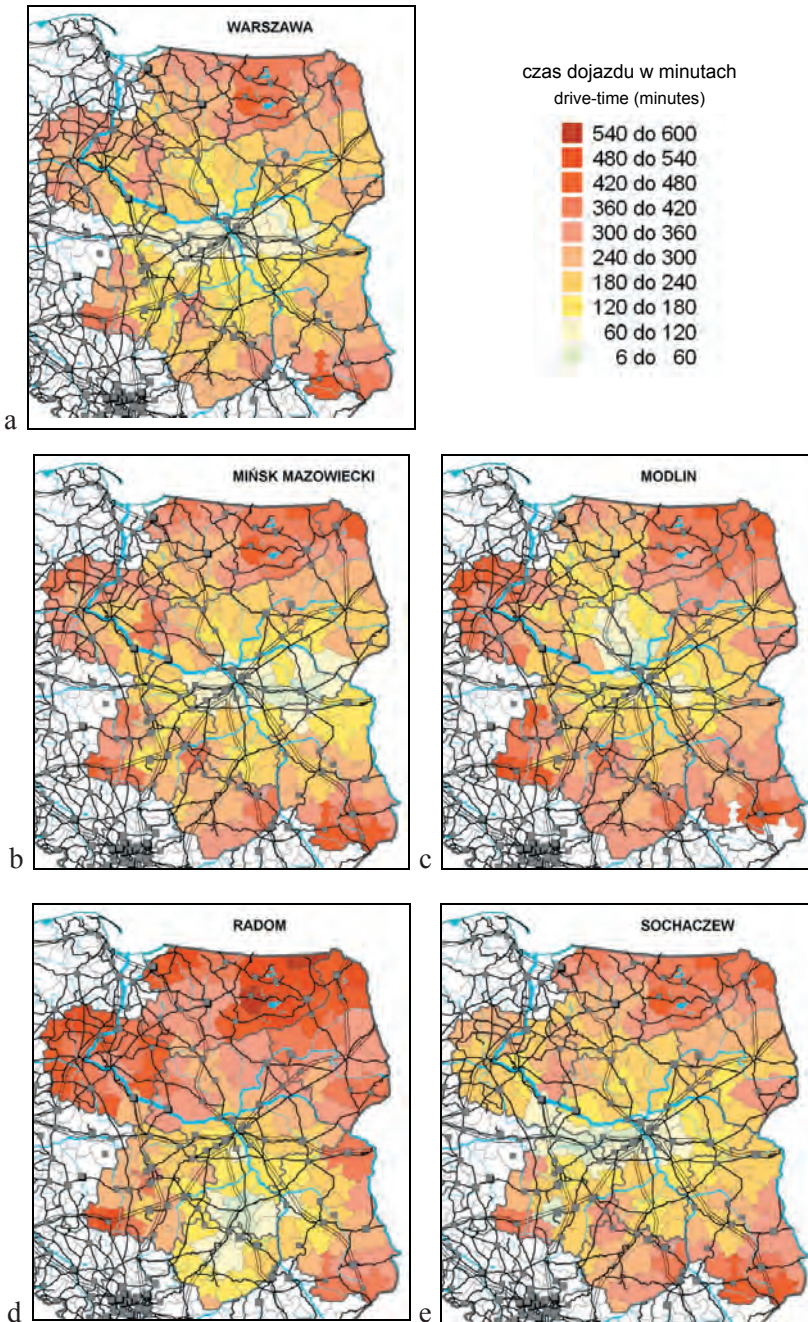 WARSZAWA
czas dojazdu w minutach
drive-time (minutes)
540 do 600
480 do 540
420 do 480
360 do 420
300 do 360
240 do 300
180 do 240
120 do 180
60 do 120
6 do 60
a
MIŃSK MAZOWIECKI
b
MODLIN
c
RADOM
d
SOCHACZEW
e